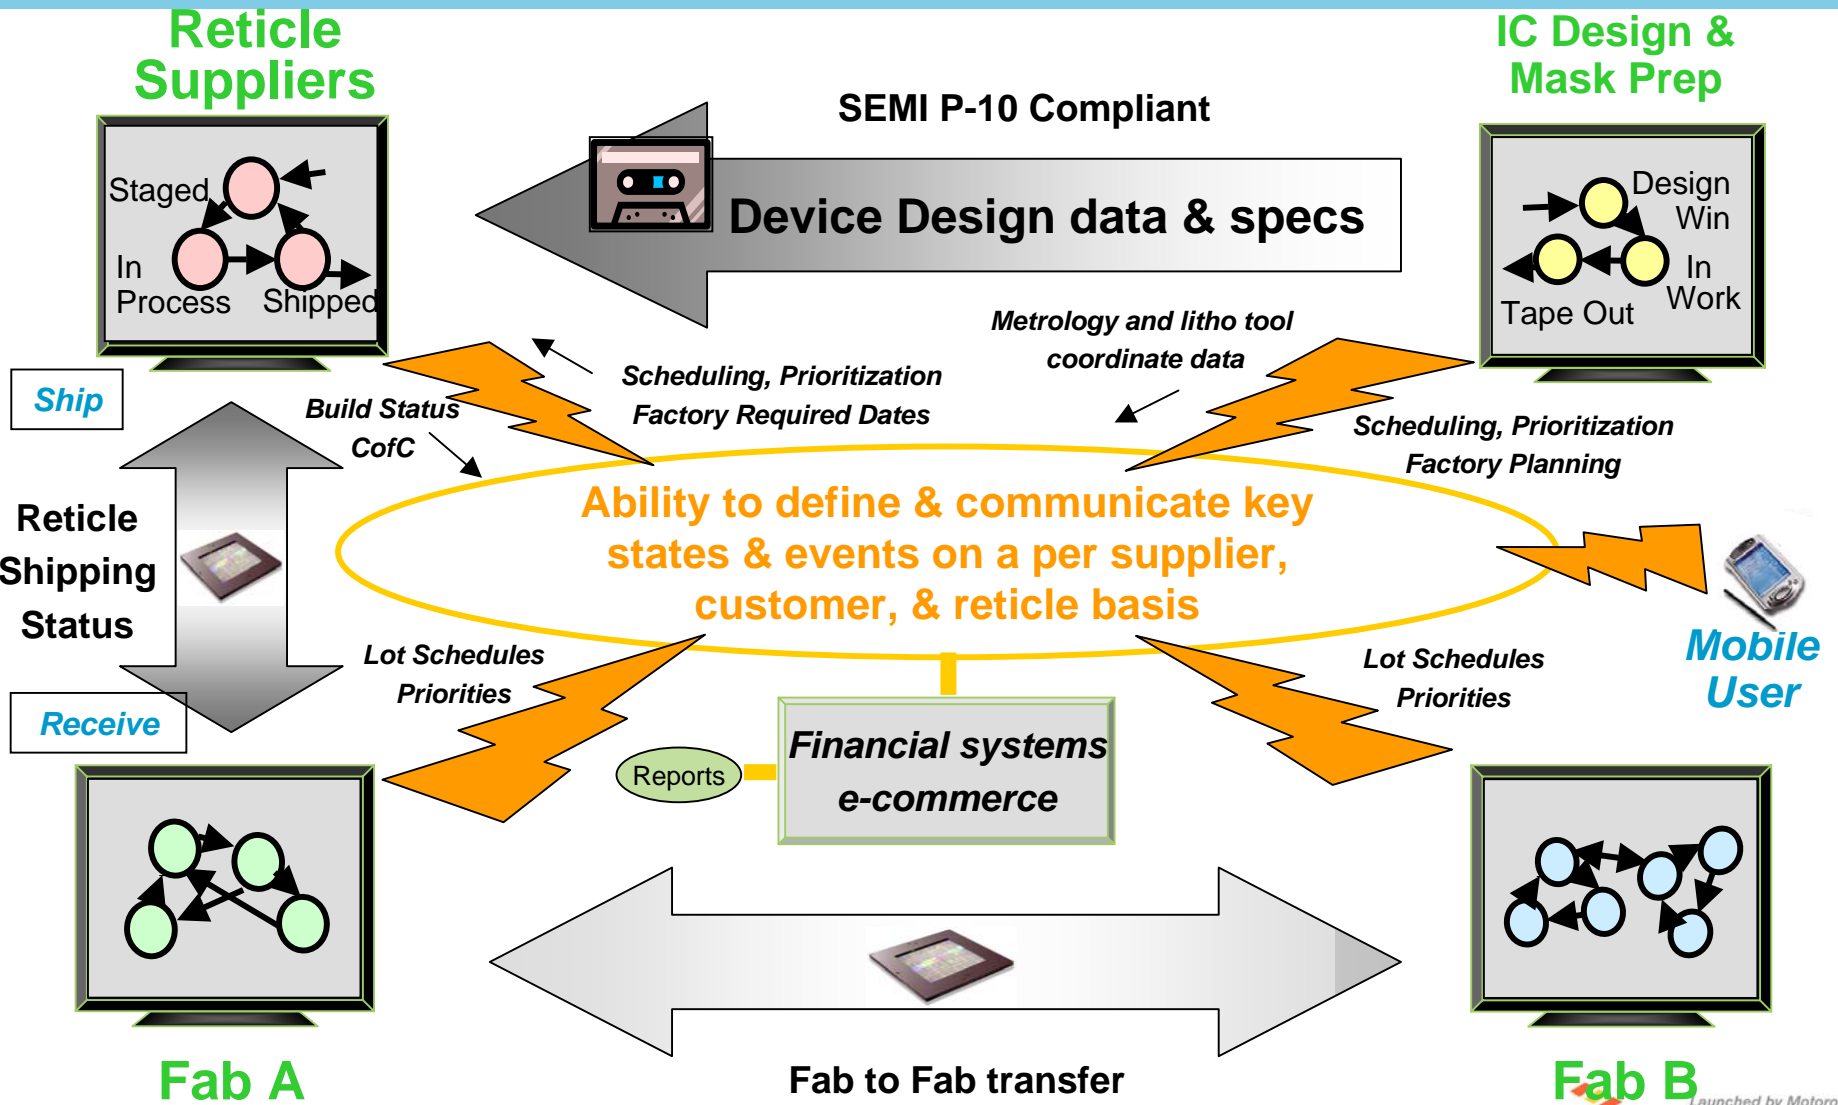 Reticle
Suppliers
IC Design &
Mask Prep
SEMI P-10 Compliant
Device Design data & specs
Staged
In
Process
Shipped
Design
Win
In
Work
Tape Out
Metrology and litho tool
coordinate data
Scheduling, Prioritization
Factory Required Dates
Build Status
CofC
Scheduling, Prioritization
Factory Planning
Ship
Reticle
Shipping
Status
Receive
Ability to define & communicate key
states & events on a per supplier,
customer, & reticle basis
Mobile
User
Lot Schedules
Priorities
Lot Schedules
Priorities
Financial systems
e-commerce
Reports
Fab A
Fab to Fab transfer
Fab B
Launched by